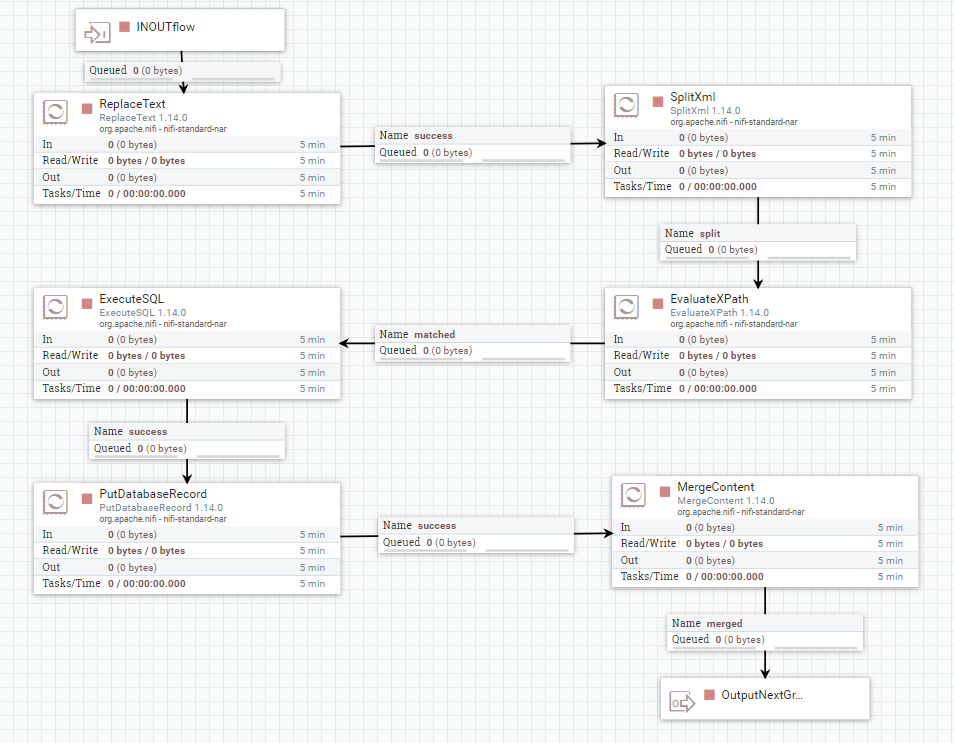 INOUTflow
Queued 0 (0 bytes)
ReplaceText
ReplaceText 1.14.0
org.apache.nifi - nifi-standard-nar
In 0 (0 bytes) 5 min
Read/Write 0 bytes / 0 bytes 5 min
Out 0 (0 bytes) 5 min
Tasks/Time 0 / 00:00:00.000 5 min
Name success
Queued 0 (0 bytes)
SplitXml
SplitXml 1.14.0
org.apache.nifi - nifi-standard-nar
In 0 (0 bytes) 5 min
Read/Write 0 bytes / 0 bytes 5 min
Out 0 (0 bytes) 5 min
Tasks/Time 0 / 00:00:00.000 5 min
Name split
Queued 0 (0 bytes)
EvaluateXPath
EvaluateXPath 1.14.0
org.apache.nifi - nifi-standard-nar
In 0 (0 bytes) 5 min
Read/Write 0 bytes / 0 bytes 5 min
Out 0 (0 bytes) 5 min
Tasks/Time 0 / 00:00:00.000 5 min
Name matched
Queued 0 (0 bytes)
ExecuteSQL
ExecuteSQL 1.14.0
org.apache.nifi - nifi-standard-nar
In 0 (0 bytes) 5 min
Read/Write 0 bytes / 0 bytes 5 min
Out 0 (0 bytes) 5 min
Tasks/Time 0 / 00:00:00.000 5 min
Name success
Queued 0 (0 bytes)
PutDatabaseRecord
PutDatabaseRecord 1.14.0
org.apache.nifi - nifi-standard-nar
In 0 (0 bytes) 5 min
Read/Write 0 bytes / 0 bytes 5 min
Out 0 (0 bytes) 5 min
Tasks/Time 0 / 00:00:00.000 5 min
Name success
Queued 0 (0 bytes)
MergeContent
MergeContent 1.14.0
org.apache.nifi - nifi-standard-nar
In 0 (0 bytes) 5 min
Read/Write 0 bytes / 0 bytes 5 min
Out 0 (0 bytes) 5 min
Tasks/Time 0 / 00:00:00.000 5 min
Name merged
Queued 0 (0 bytes)
OutputNextGr...